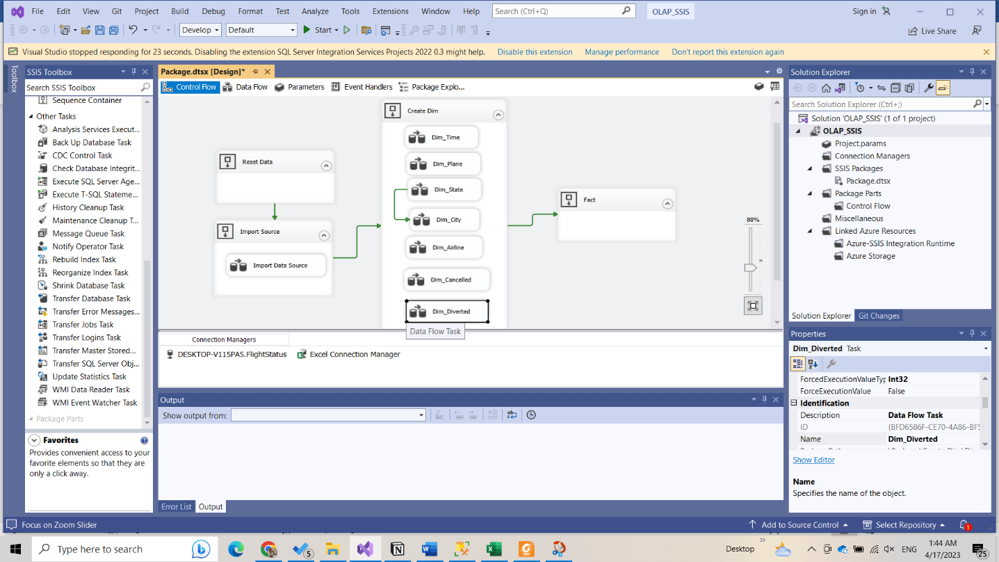 File Edit View Git Project Build Debug Format Test Analyze Tools Extensions Window Help Search (Ctrl+Q) OLAP_SSIS Sign in
Develop Default Start Live Share
Visual Studio stopped responding for 23 seconds. Disabling the extension SQL Server Integration Services Projects 2022 0.3 might help. Disable this extension Manage performance Don't report this extension again
Toolbox
SSIS Toolbox
Search SSIS Toolbox
Sequence Container
Other Tasks
Analysis Services Execut...
Back Up Database Task
CDC Control Task
Check Database Integrit...
Execute SQL Server Age...
Execute T-SQL Stateme...
History Cleanup Task
Maintenance Cleanup T...
Message Queue Task
Notify Operator Task
Rebuild Index Task
Reorganize Index Task
Shrink Database Task
Transfer Database Task
Transfer Error Messages...
Transfer Jobs Task
Transfer Logins Task
Transfer Master Stored...
Transfer SQL Server Obj...
Update Statistics Task
WMI Data Reader Task
WMI Event Watcher Task
Package Parts
Favorites
Provides convenient access to your
favorite elements so that they are
only a click away.
Package.dtsx [Design]*
Control Flow Data Flow Parameters Event Handlers Package Explo...
Reset Data
Import Source
Import Data Source
Create Dim
Dim_Time
Dim_Plane
Dim_State
Dim_City
Dim_Airline
Dim_Cancelled
Dim_Diverted
Data Flow Task
Fact
80%
Connection Managers
DESKTOP-V115PA5.FlightStatus Excel Connection Manager
Output
Show output from:
Error List Output
Solution Explorer
Search Solution Explorer (Ctrl+;)
Solution 'OLAP_SSIS' (1 of 1 project)
OLAP_SSIS
Project.params
Connection Managers
SSIS Packages
Package.dtsx
Package Parts
Control Flow
Miscellaneous
Linked Azure Resources
Azure-SSIS Integration Runtime
Azure Storage
Solution Explorer Git Changes
Properties
Dim_Diverted Task
ForcedExecutionValueTyp Int32
ForceExecutionValue False
Identification
Description Data Flow Task
ID {BFD6586F-CE70-4A86-BF5
Name Dim_Diverted
Show Editor
Name
Specifies the name of the object.
Focus on Zoom Slider Add to Source Control Select Repository 1
Type here to search 5 Desktop ENG 1:44 AM
4/17/2023 25